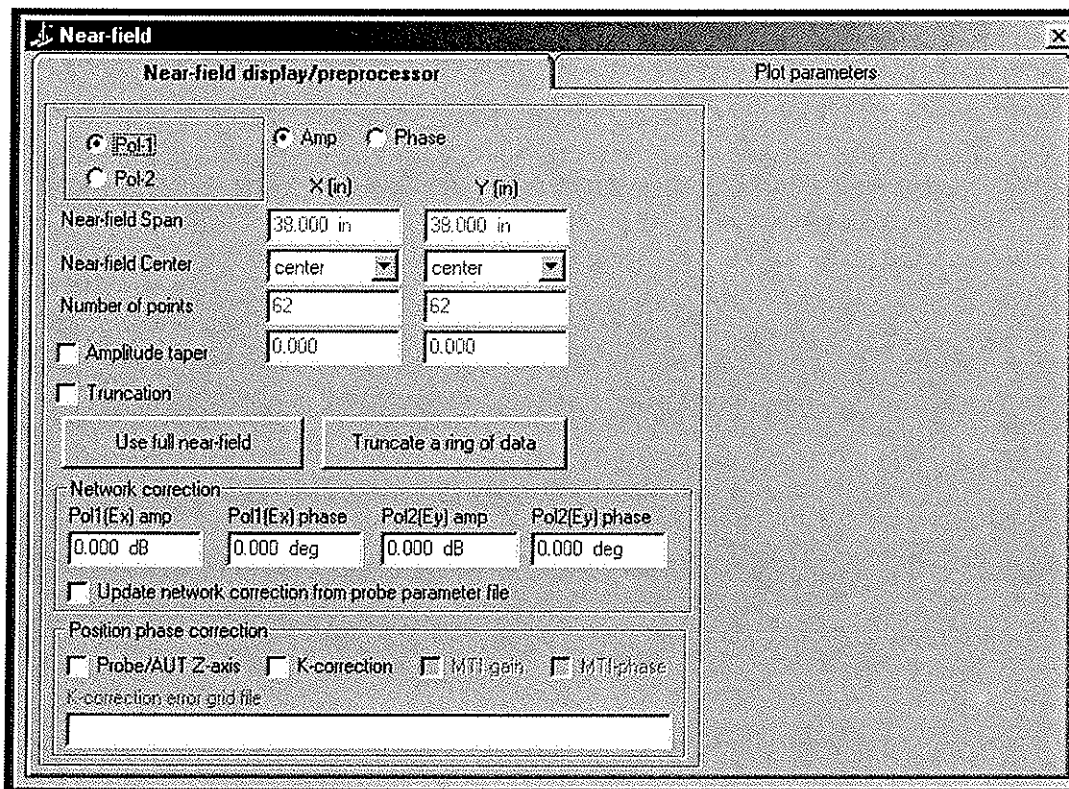 Near-field
Near-field display/preprocessor
Plot parameters
Pol-1
Amp Phase
Pol-2
X (in) Y (in)
Near-field Span 38.000 in 38.000 in
Near-field Center center center
Number of points 62 62
Amplitude taper 0.000 0.000
Truncation
Use full near-field Truncate a ring of data
Network correction
Pol1(Ex) amp Pol1(Ex) phase Pol2(Ey) amp Pol2(Ey) phase
0.000 dB 0.000 deg 0.000 dB 0.000 deg
Update network correction from probe parameter file
Position phase correction
Probe/AUT Z-axis K-correction MTI-gain MTI-phase
K-correction error grid file